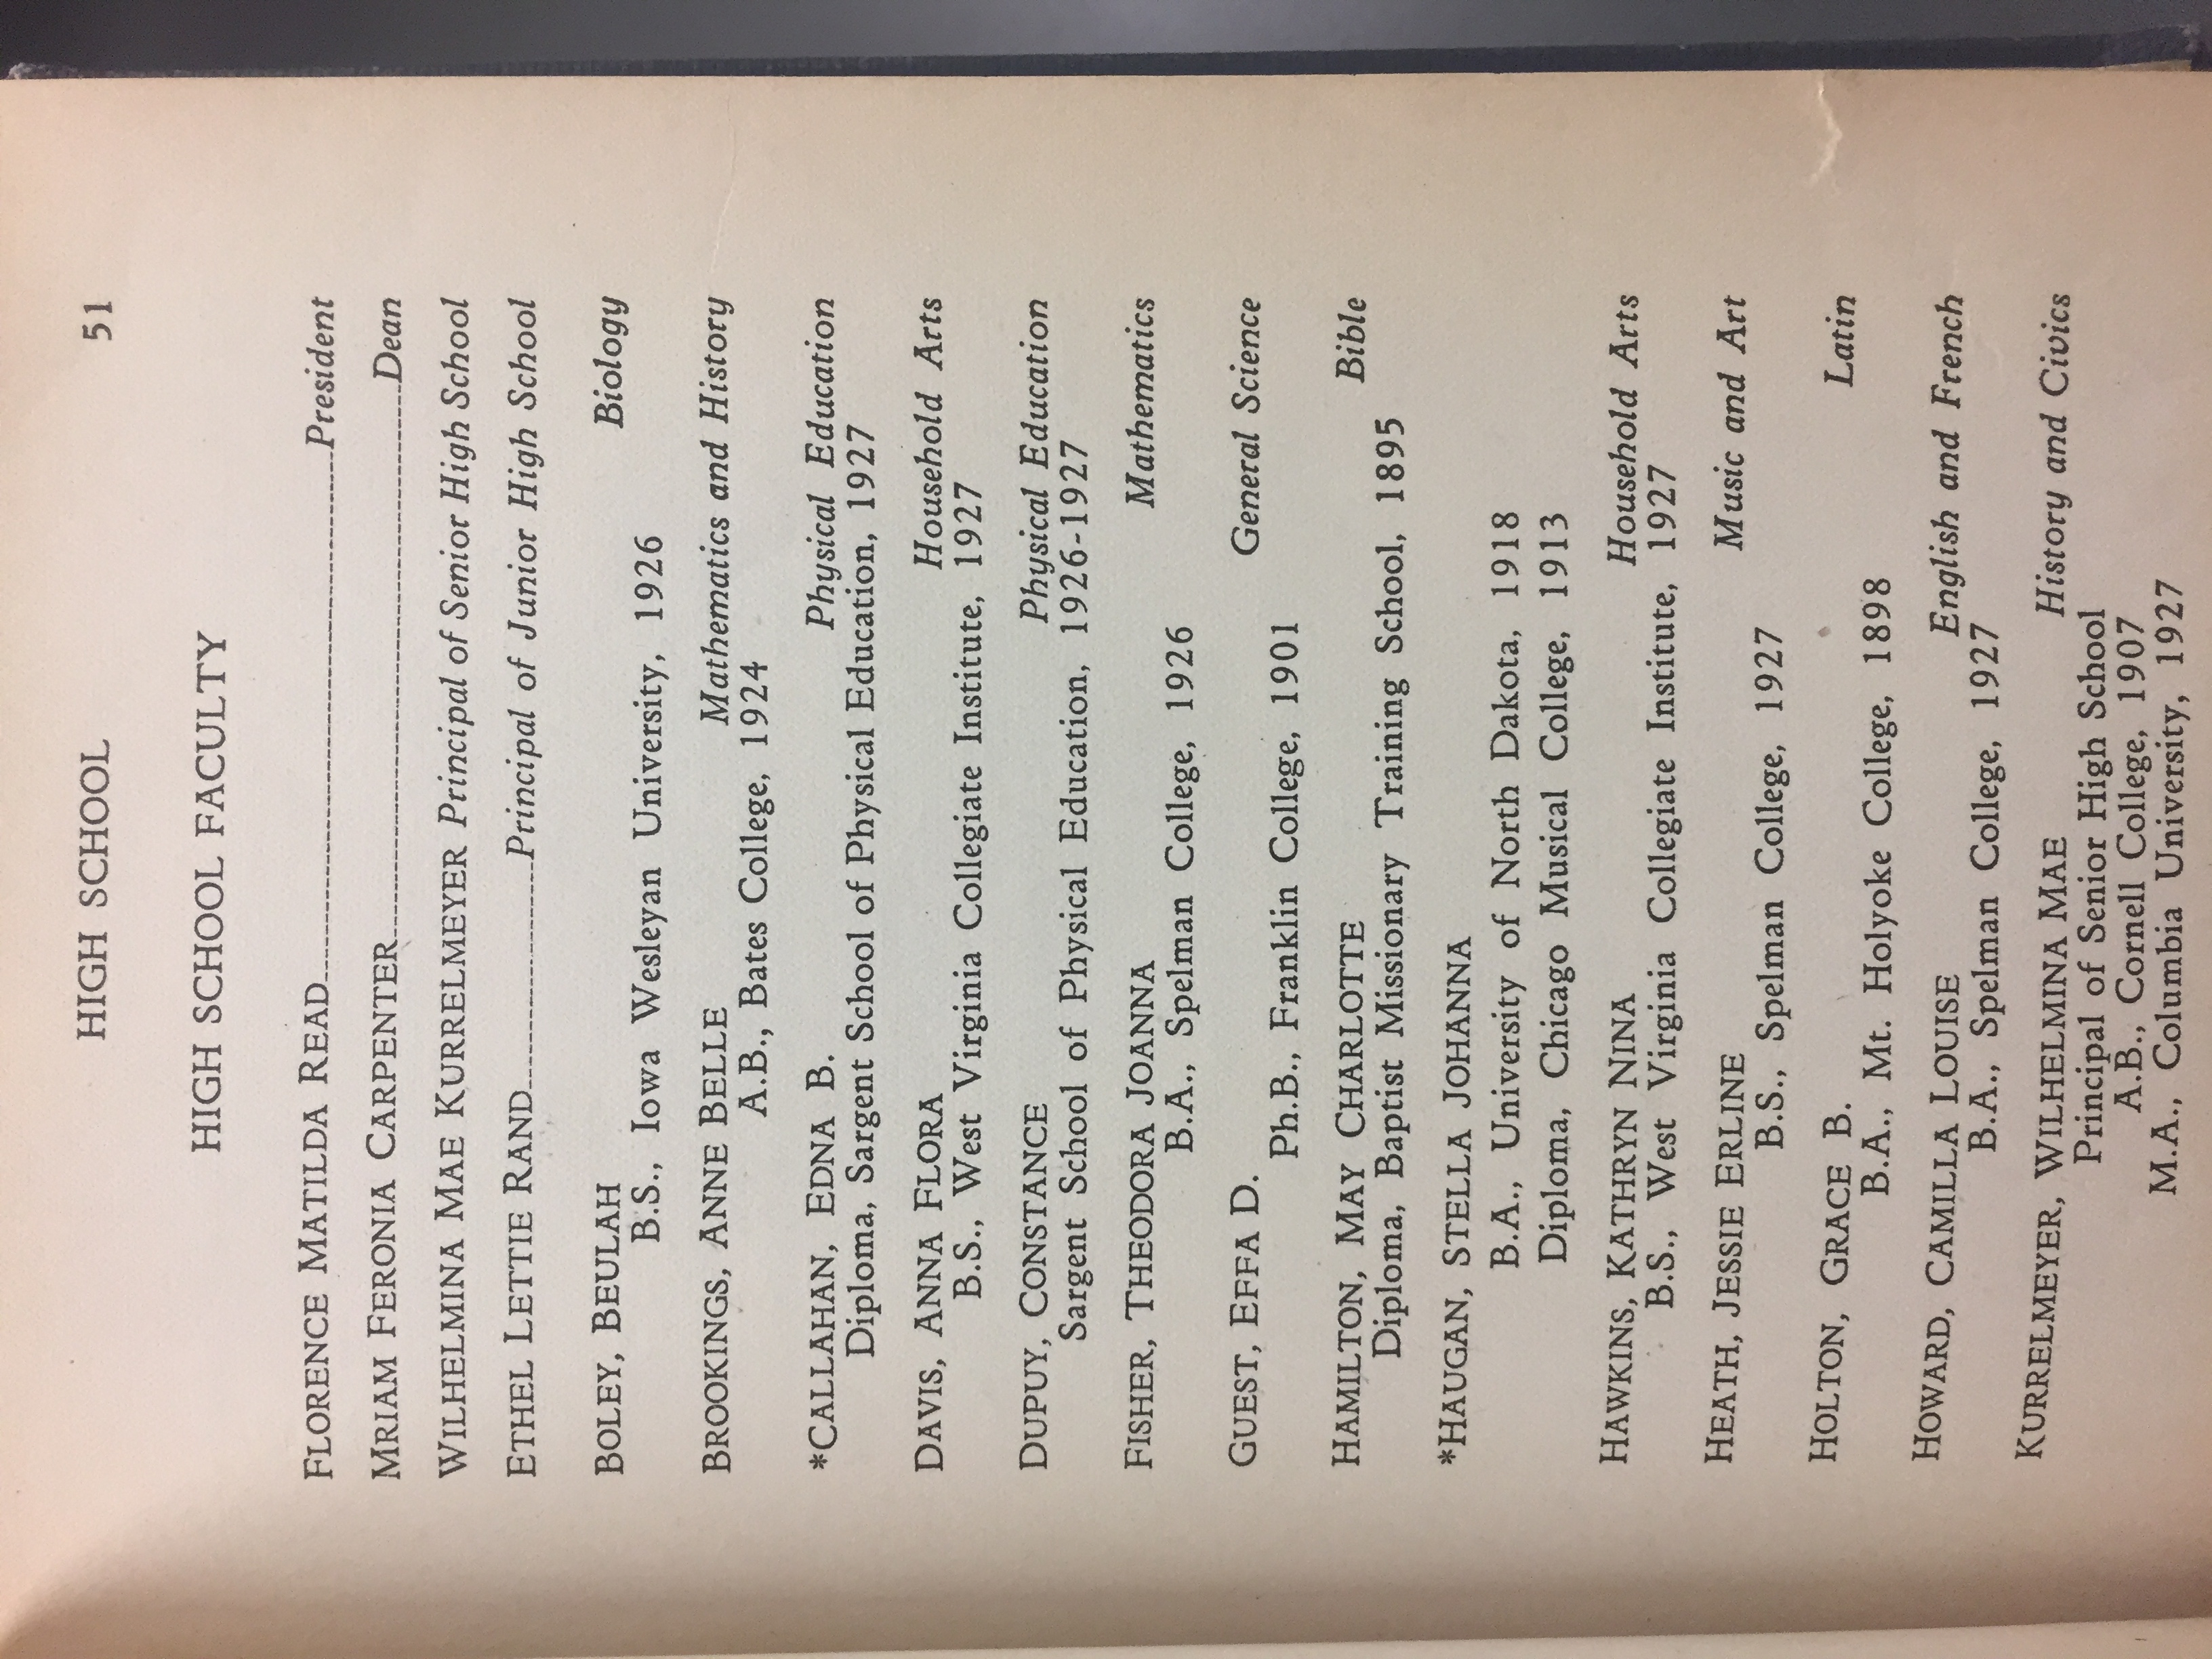 HIGH SCHOOL 51
HIGH SCHOOL FACULTY
FLORENCE MATILDA READ President
MRIAM FERONIA CARPENTER Dean
WILHELMINA MAE KURRELMEYER Principal of Senior High School
ETHEL LETTIE RAND Principal of Junior High School
BOLEY, BEULAH Biology
B.S., Iowa Wesleyan University, 1926
BROOKINGS, ANNE BELLE Mathematics and History
A.B., Bates College, 1924
*CALLAHAN, EDNA B. Physical Education
Diploma, Sargent School of Physical Education, 1927
DAVIS, ANNA FLORA Household Arts
B.S., West Virginia Collegiate Institute, 1927
DUPUY, CONSTANCE Physical Education
Sargent School of Physical Education, 1926-1927
FISHER, THEODORA JOANNA Mathematics
B.A., Spelman College, 1926
GUEST, EFFA D. General Science
Ph.B., Franklin College, 1901
HAMILTON, MAY CHARLOTTE Bible
Diploma, Baptist Missionary Training School, 1895
*HAUGAN, STELLA JOHANNA
B.A., University of North Dakota, 1918
Diploma, Chicago Musical College, 1913
HAWKINS, KATHRYN NINA Household Arts
B.S., West Virginia Collegiate Institute, 1927
HEATH, JESSIE ERLINE Music and Art
B.S., Spelman College, 1927
HOLTON, GRACE B. Latin
B.A., Mt. Holyoke College, 1898
HOWARD, CAMILLA LOUISE English and French
B.A., Spelman College, 1927
KURRELMEYER, WILHELMINA MAE History and Civics
Principal of Senior High School
A.B., Cornell College, 1907
M.A., Columbia University, 1927